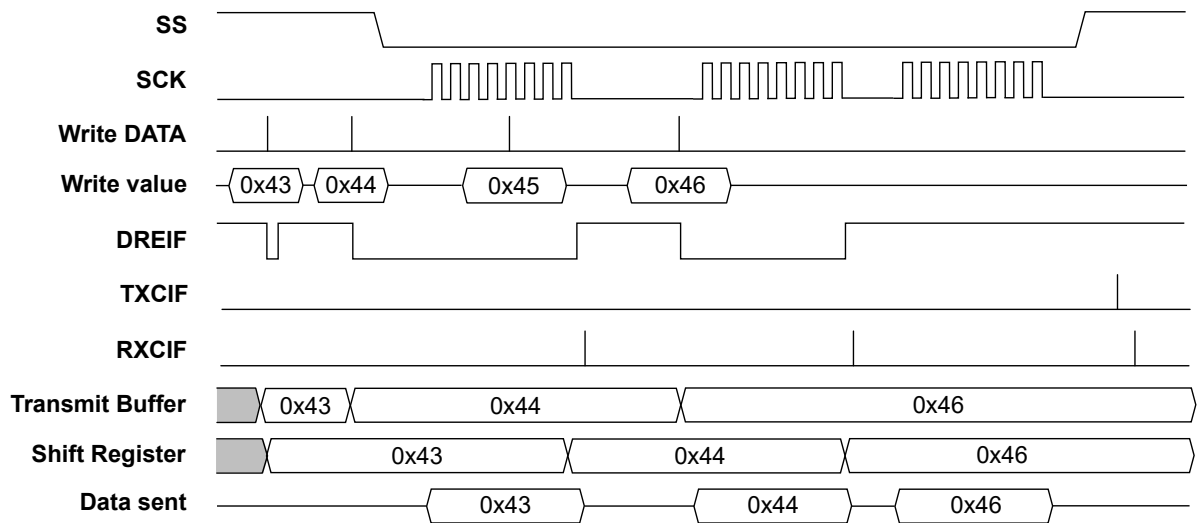 SS
SCK
Write DATA
Write value 0x43 0x44 0x45 0x46
DREIF
TXCIF
RXCIF
Transmit Buffer 0x43 0x44 0x46
Shift Register 0x43 0x44 0x46
Data sent 0x43 0x44 0x46